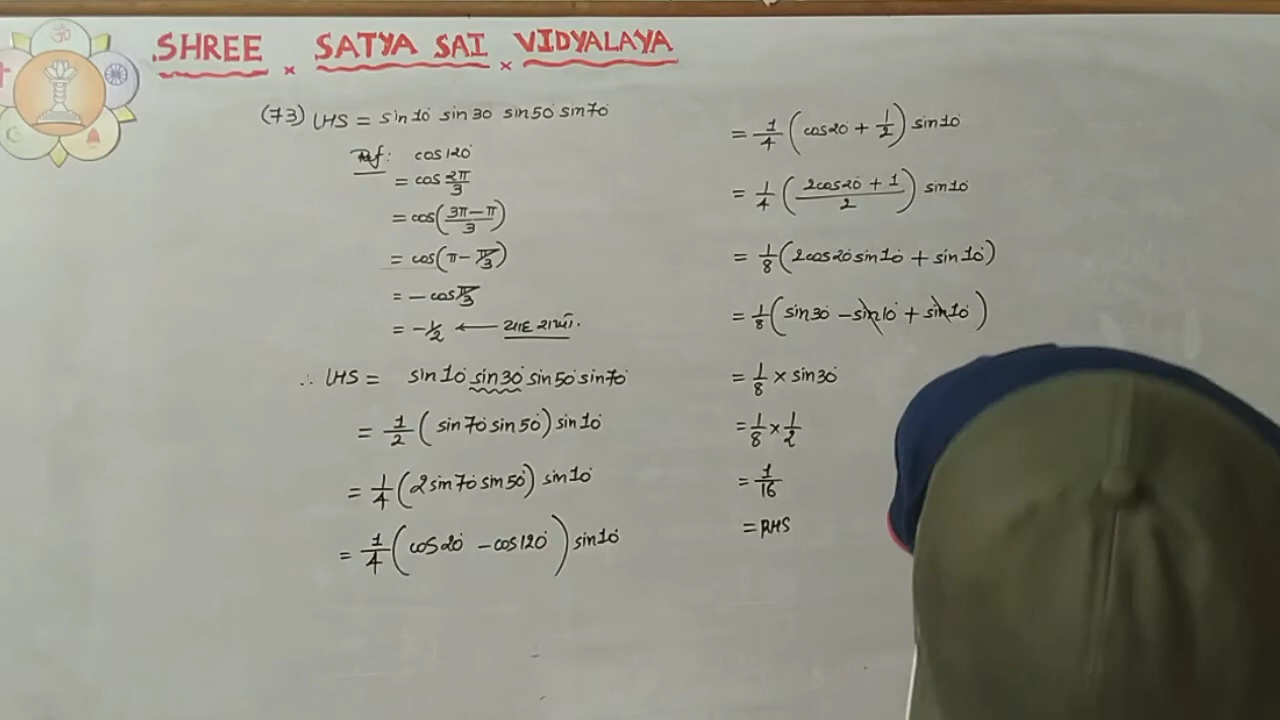 SHREE × SATYA SAI × VIDYALAYA
(73) LHS = sin10° sin30 sin50° sin70°
Ref: cos120°
= cos 2π/3
= cos(3π-π/3)
= cos(π-π/3)
= -cosπ/3
= -1/2 ← યાદ રાખો.
∴ LHS = sin10° sin30° sin50° sin70°
= 1/2 (sin70° sin50°) sin10°
= 1/4 (2sin70° sin50°) sin10°
= 1/4 (cos20° - cos120°) sin10°
= 1/4 (cos20° + 1/2) sin10°
= 1/4 (2cos20° + 1/2) sin10°
= 1/8 (2cos20° sin10° + sin10°)
= 1/8 (sin30 - sin10° + sin10°)
= 1/8 × sin30°
= 1/8 × 1/2
= 1/16
= RHS